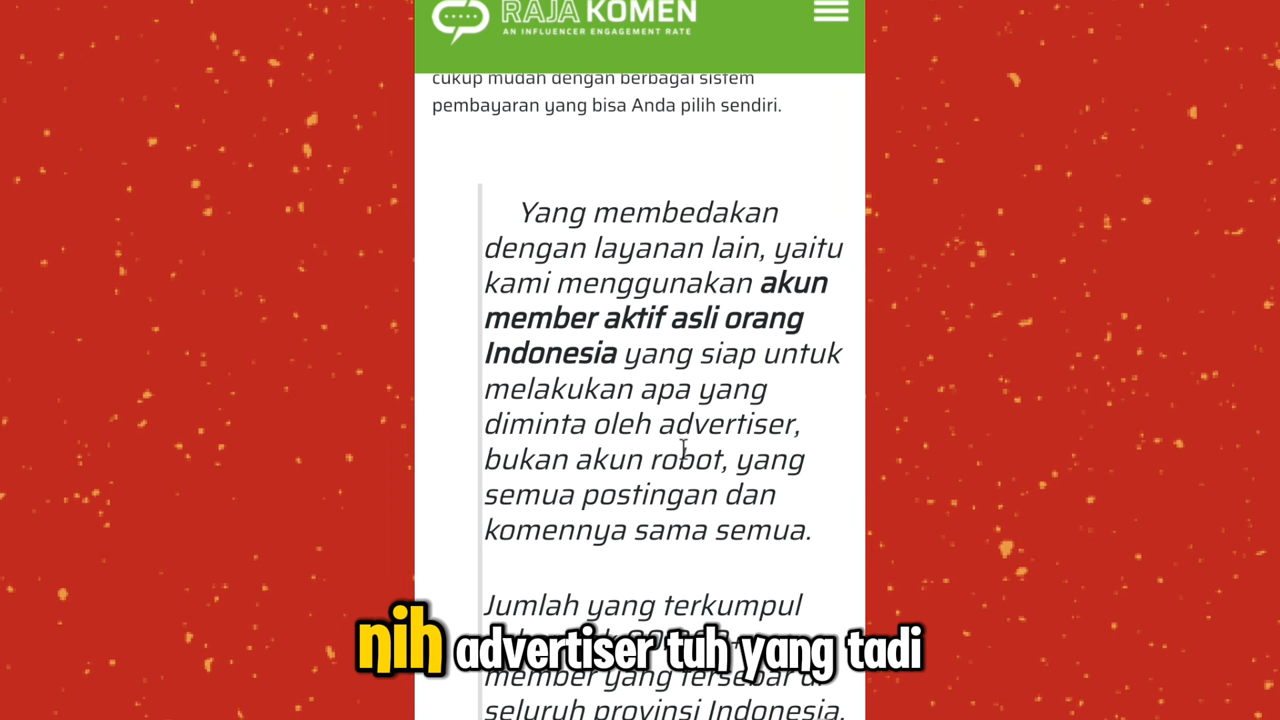 RAJA KOMEN
AN INFLUENCER ENGAGEMENT RATE
cukup mudah dengan berbagai sistem
pembayaran yang bisa Anda pilih sendiri.
Yang membedakan
dengan layanan lain, yaitu
kami menggunakan akun
member aktif asli orang
Indonesia yang siap untuk
melakukan apa yang
diminta oleh advertiser,
bukan akun robot, yang
semua postingan dan
komennya sama semua.
Jumlah yang terkumpul
nih advertiser tuh yang tadi
member yang tersebar di
seluruh provinsi Indonesia.